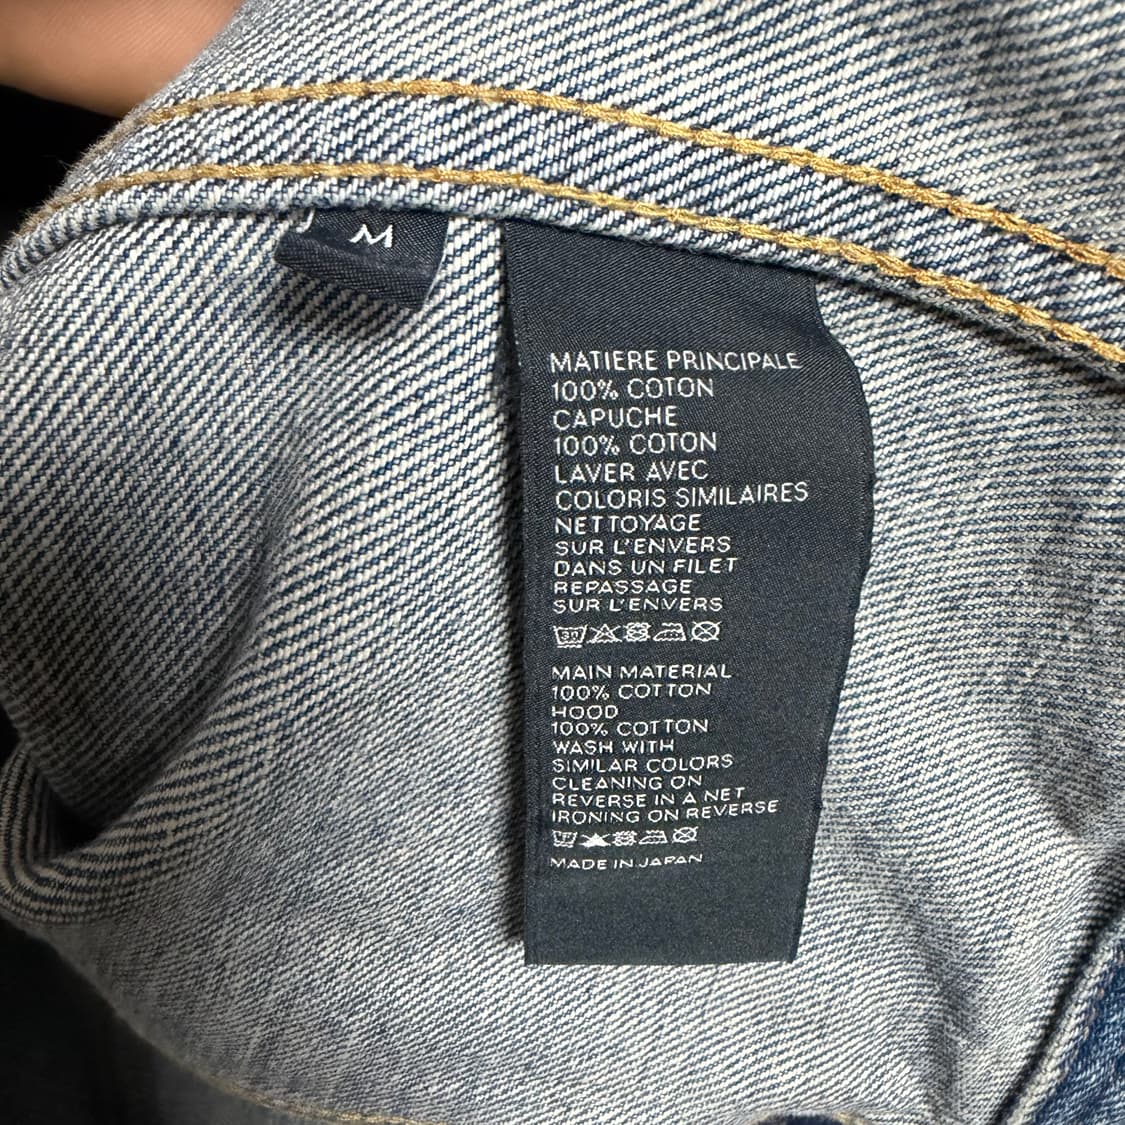 M
MATIERE PRINCIPALE
100% COTON
CAPUCHE
100% COTON
LAVER AVEC
COLORIS SIMILAIRES
NETTOYAGE
SUR L'ENVERS
DANS UN FILET
REPASSAGE
SUR L'ENVERS
30
MAIN MATERIAL
100% COTTON
HOOD
100% COTTON
WASH WITH
SIMILAR COLORS
CLEANING ON
REVERSE IN A NET
IRONING ON REVERSE
MADE IN JAPAN